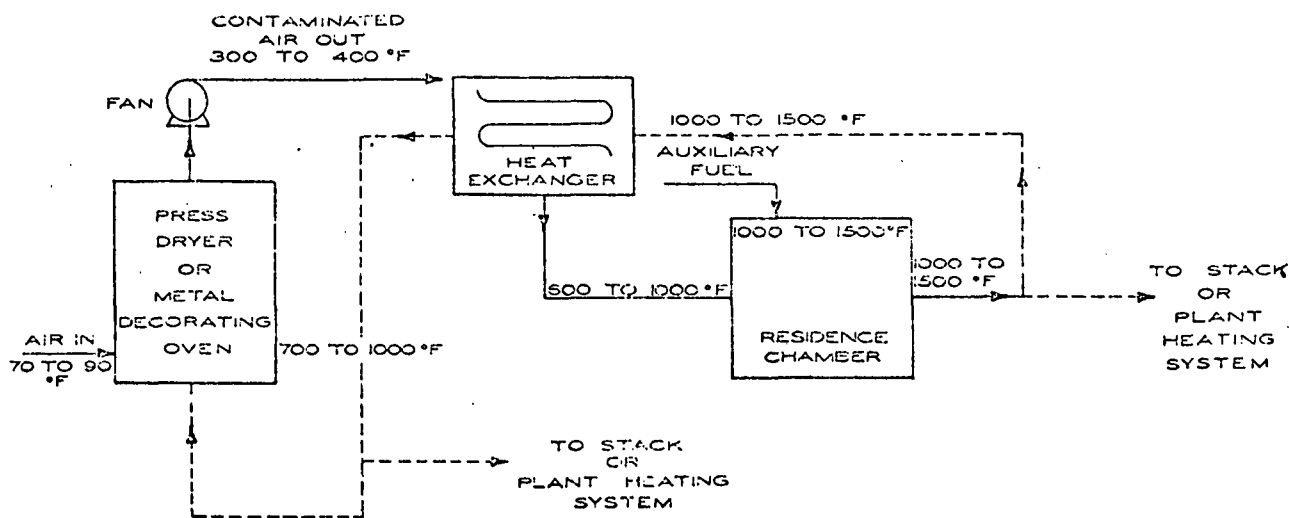 CONTAMINATED
AIR OUT
300 TO 400 °F
FAN
1000 TO 1500 °F
AUXILIARY
FUEL
HEAT
EXCHANGER
PRESS
DRYER
OR
METAL
DECORATING
OVEN
1000 TO 1500°F
1000 TO
1500 °F
600 TO 1000°F
RESIDENCE
CHAMBER
TO STACK
OR
PLANT
HEATING
SYSTEM
AIR IN
70 TO 90
°F
700 TO 1000°F
TO STACK
OR
PLANT HEATING
SYSTEM